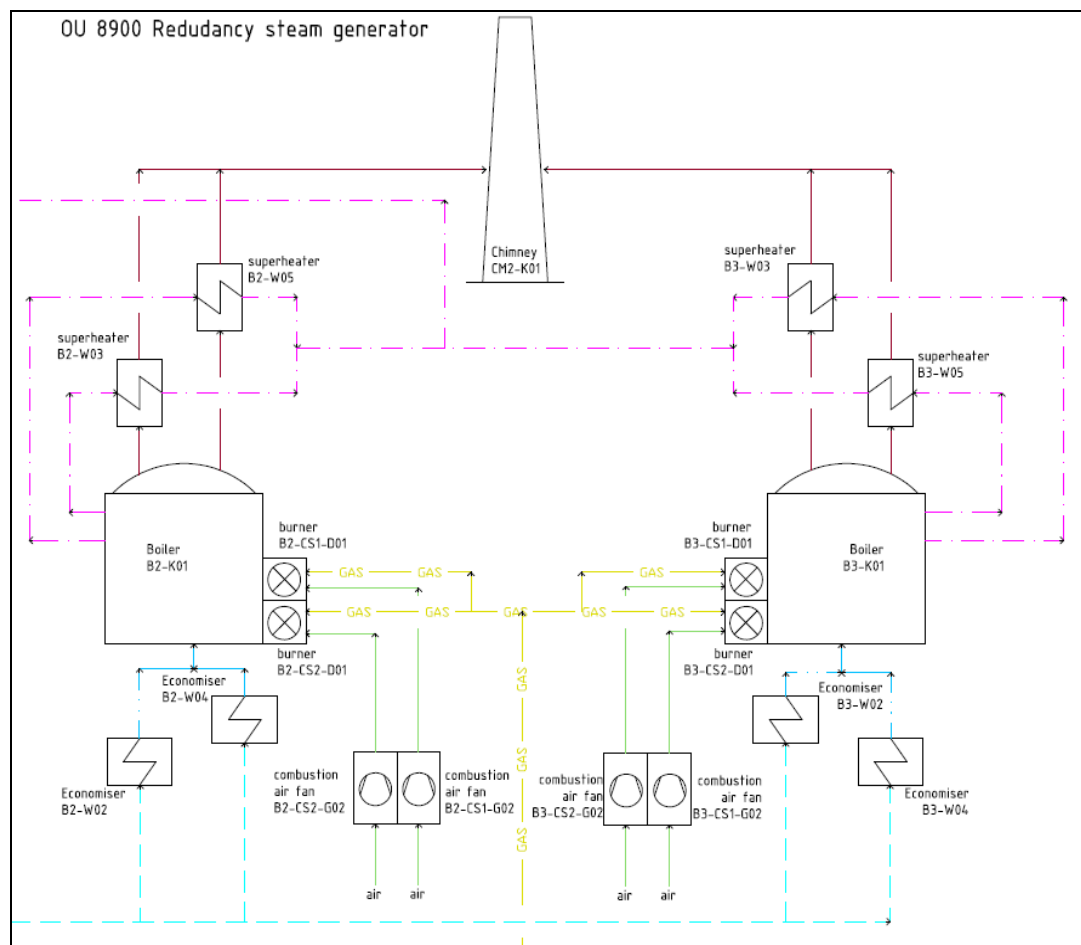 OU 8900 Redudancy steam generator
Chimney
CM2-K01
superheater
B2-W05
superheater
B3-W03
superheater
B2-W03
superheater
B3-W05
Boiler
B2-K01
burner
B2-CS1-D01
burner
B3-CS1-D01
Boiler
B3-K01
GAS GAS GAS
GAS GAS GAS GAS
burner
B2-CS2-D01
burner
B3-CS2-D01
GAS
Economiser
B2-W04
Economiser
B3-W02
Economiser
B2-W02
combustion
air fan
B2-CS2-G02
combustion
air fan
B2-CS1-G02
combustion
air fan
B3-CS2-G02
combustion
air fan
B3-CS1-G02
Economiser
B3-W04
GAS
air
air
air
air